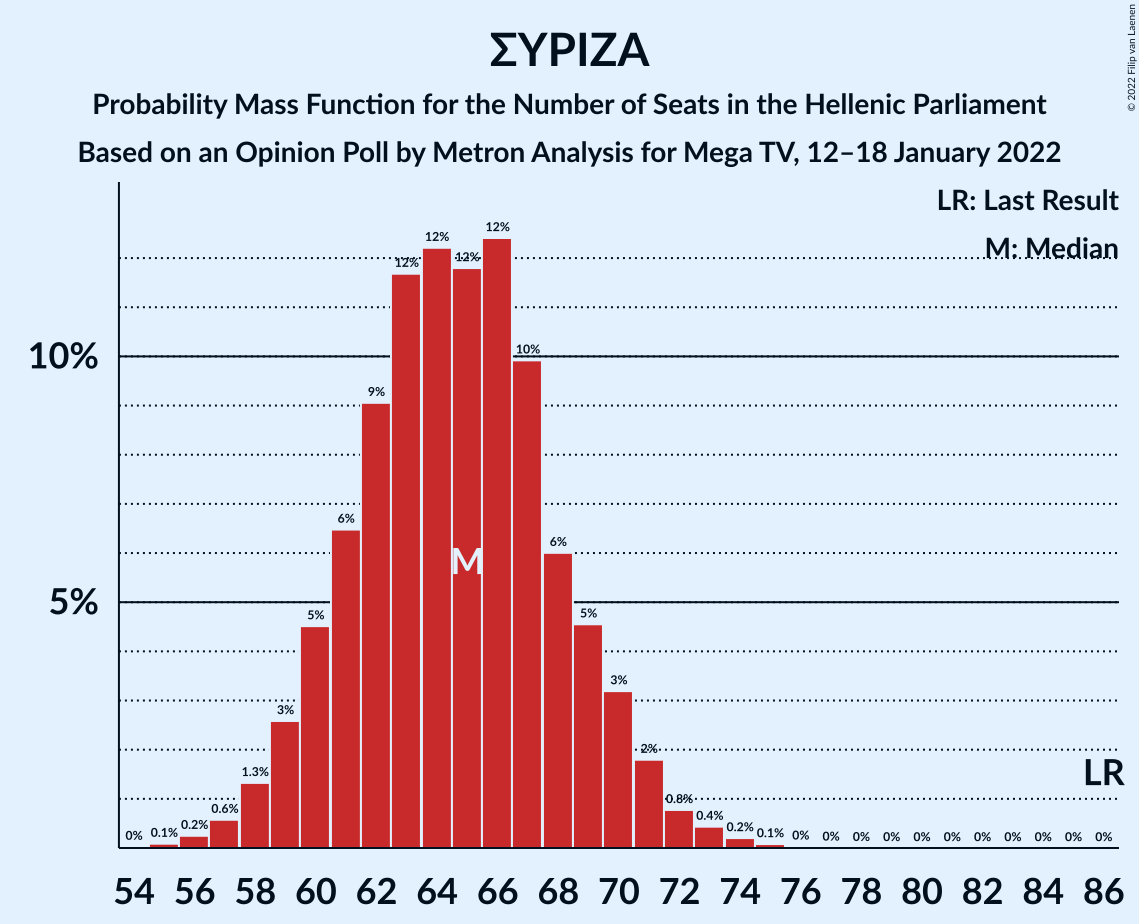 ΣΥΡΙΖΑ
Probability Mass Function for the Number of Seats in the Hellenic Parliament
Based on an Opinion Poll by Metron Analysis for Mega TV, 12–18 January 2022
© 2022 Filip van Laenen
LR: Last Result
M: Median
10%
5%
0% 0.1% 0.2% 0.6% 1.3% 3% 5% 6% 9% 12% 12% 12% 12% 10% 6% 5% 3% 2% 0.8% 0.4% 0.2% 0.1% 0% 0% 0% 0% 0% 0% 0% 0% 0% 0% 0%
M
LR
54 56 58 60 62 64 66 68 70 72 74 76 78 80 82 84 86